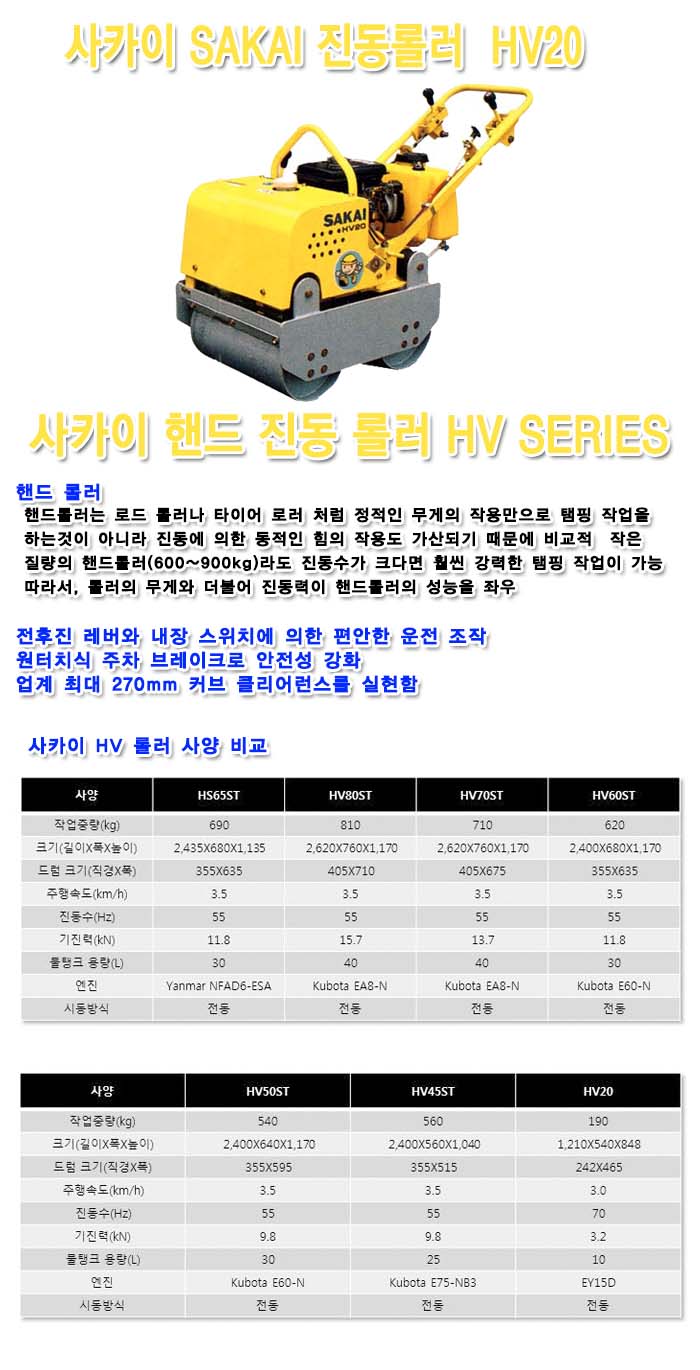 사카이 SAKAI 진동롤러 HV20
SAKAI
HV20
사카이 핸드 진동 롤러 HV SERIES
핸드 롤러
핸드롤러는 로드 롤러나 타이어 로러 처럼 정적인 무게의 작용만으로 탬핑 작업을
하는것이 아니라 진동에 의한 동적인 힘의 작용도 가산되기 때문에 비교적 작은
질량의 핸드롤러(600~900kg)라도 진동수가 크다면 훨씬 강력한 탬핑 작업이 가능
따라서, 롤러의 무게와 더불어 진동력이 핸드롤러의 성능을 좌우
전후진 레버와 내장 스위치에 의한 편안한 운전 조작
원터치식 주차 브레이크로 안전성 강화
업계 최대 270mm 커브 클리어런스를 실현함
사카이 HV 롤러 사양 비교
사양 HS65ST HV80ST HV70ST HV60ST
작업중량(kg) 690 810 710 620
크기(길이X폭X높이) 2,435X680X1,135 2,620X760X1,170 2,620X760X1,170 2,400X680X1,170
드럼 크기(직경X폭) 355X635 405X710 405X675 355X635
주행속도(km/h) 3.5 3.5 3.5 3.5
진동수(Hz) 55 55 55 55
기진력(kN) 11.8 15.7 13.7 11.8
물탱크 용량(L) 30 40 40 30
엔진 Yanmar NFAD6-ESA Kubota EA8-N Kubota EA8-N Kubota E60-N
시동방식 전동 전동 전동 전동
사양 HV50ST HV45ST HV20
작업중량(kg) 540 560 190
크기(길이X폭X높이) 2,400X640X1,170 2,400X560X1,040 1,210X540X848
드럼 크기(직경X폭) 355X595 355X515 242X465
주행속도(km/h) 3.5 3.5 3.0
진동수(Hz) 55 55 70
기진력(kN) 9.8 9.8 3.2
물탱크 용량(L) 30 25 10
엔진 Kubota E60-N Kubota E75-NB3 EY15D
시동방식 전동 전동 전동